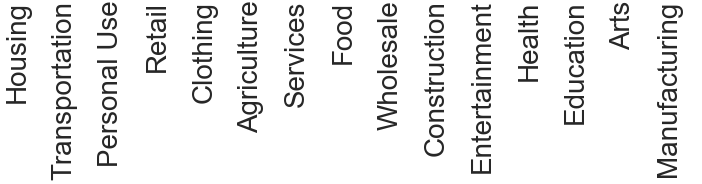 Housing
Transportation
Personal Use
Retail
Clothing
Agriculture
Services
Food
Wholesale
Construction
Entertainment
Health
Education
Arts
Manufacturing